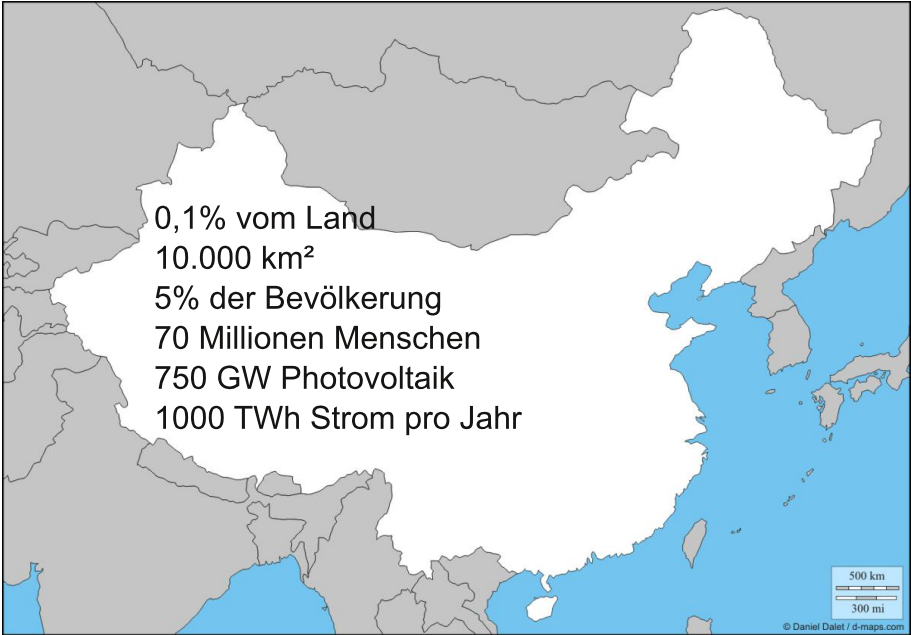 0,1% vom Land
10.000 km²
5% der Bevölkerung
70 Millionen Menschen
750 GW Photovoltaik
1000 TWh Strom pro Jahr
500 km
300 mi
© Daniel Dalet / d-maps.com